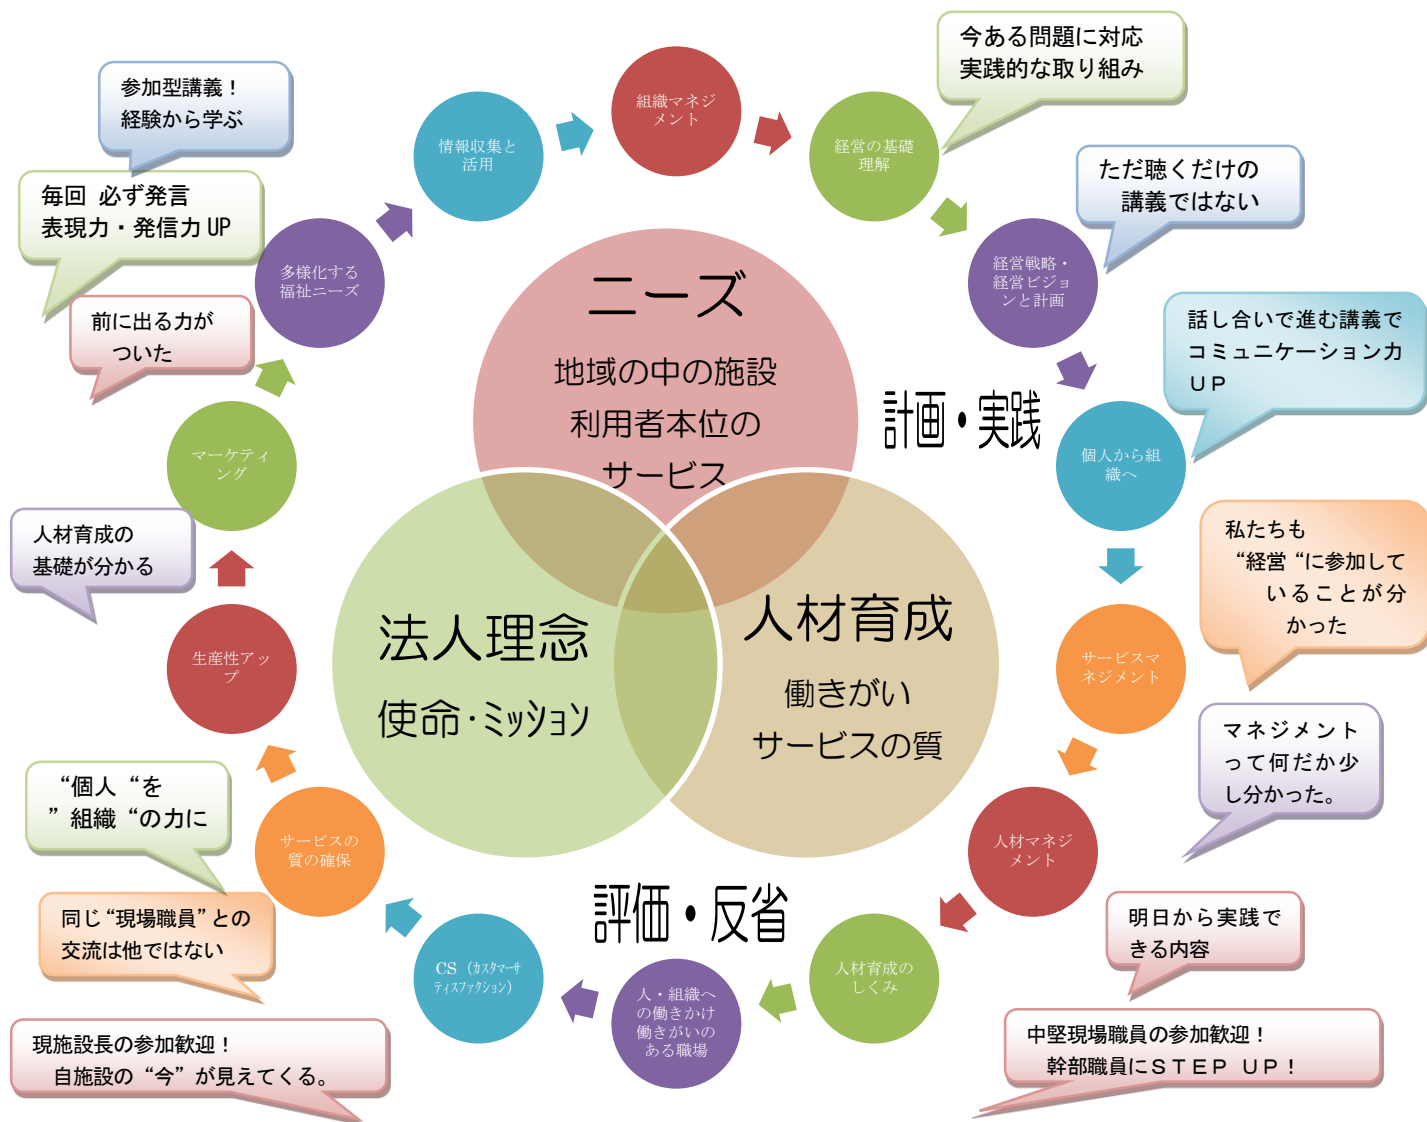 今ある問題に対応
実践的な取り組み
参加型講義！
経験から学ぶ
組織マネジ
メント
情報収集と
活用
経営の基礎
理解
ただ聴くだけの
講義ではない
毎回 必ず発言
表現力・発信力 UP
多様化する
福祉ニーズ
経営戦略・
経営ビジョ
ンと計画
前に出る力が
ついた
話し合いで進む講義で
コミュニケーション力
ＵＰ
ニーズ
地域の中の施設
利用者本位の
サービス
計画・実践
マーケティ
ング
個人から組
織へ
人材育成の
基礎が分かる
私たちも
“経営 “に参加して
いることが分
かった
生産性アッ
プ
法人理念
使命・ミッション
人材育成
働きがい
サービスの質
サービスマ
ネジメント
マネジメント
って何だか少
し分かった。
“個人 “を
” 組織 “の力に
サービスの
質の確保
人材マネジ
メント
同じ “現場職員” との
交流は他ではない
評価・反省
明日から実践で
きる内容
CS（ｶｽﾀﾏｰｻ
ﾃｨｽﾌｧｸｼｮﾝ）
人・組織へ
の働きかけ
働きがいの
ある職場
人材育成の
しくみ
現施設長の参加歓迎！
自施設の “今” が見えてくる。
中堅現場職員の参加歓迎！
幹部職員にＳＴＥＰ ＵＰ！